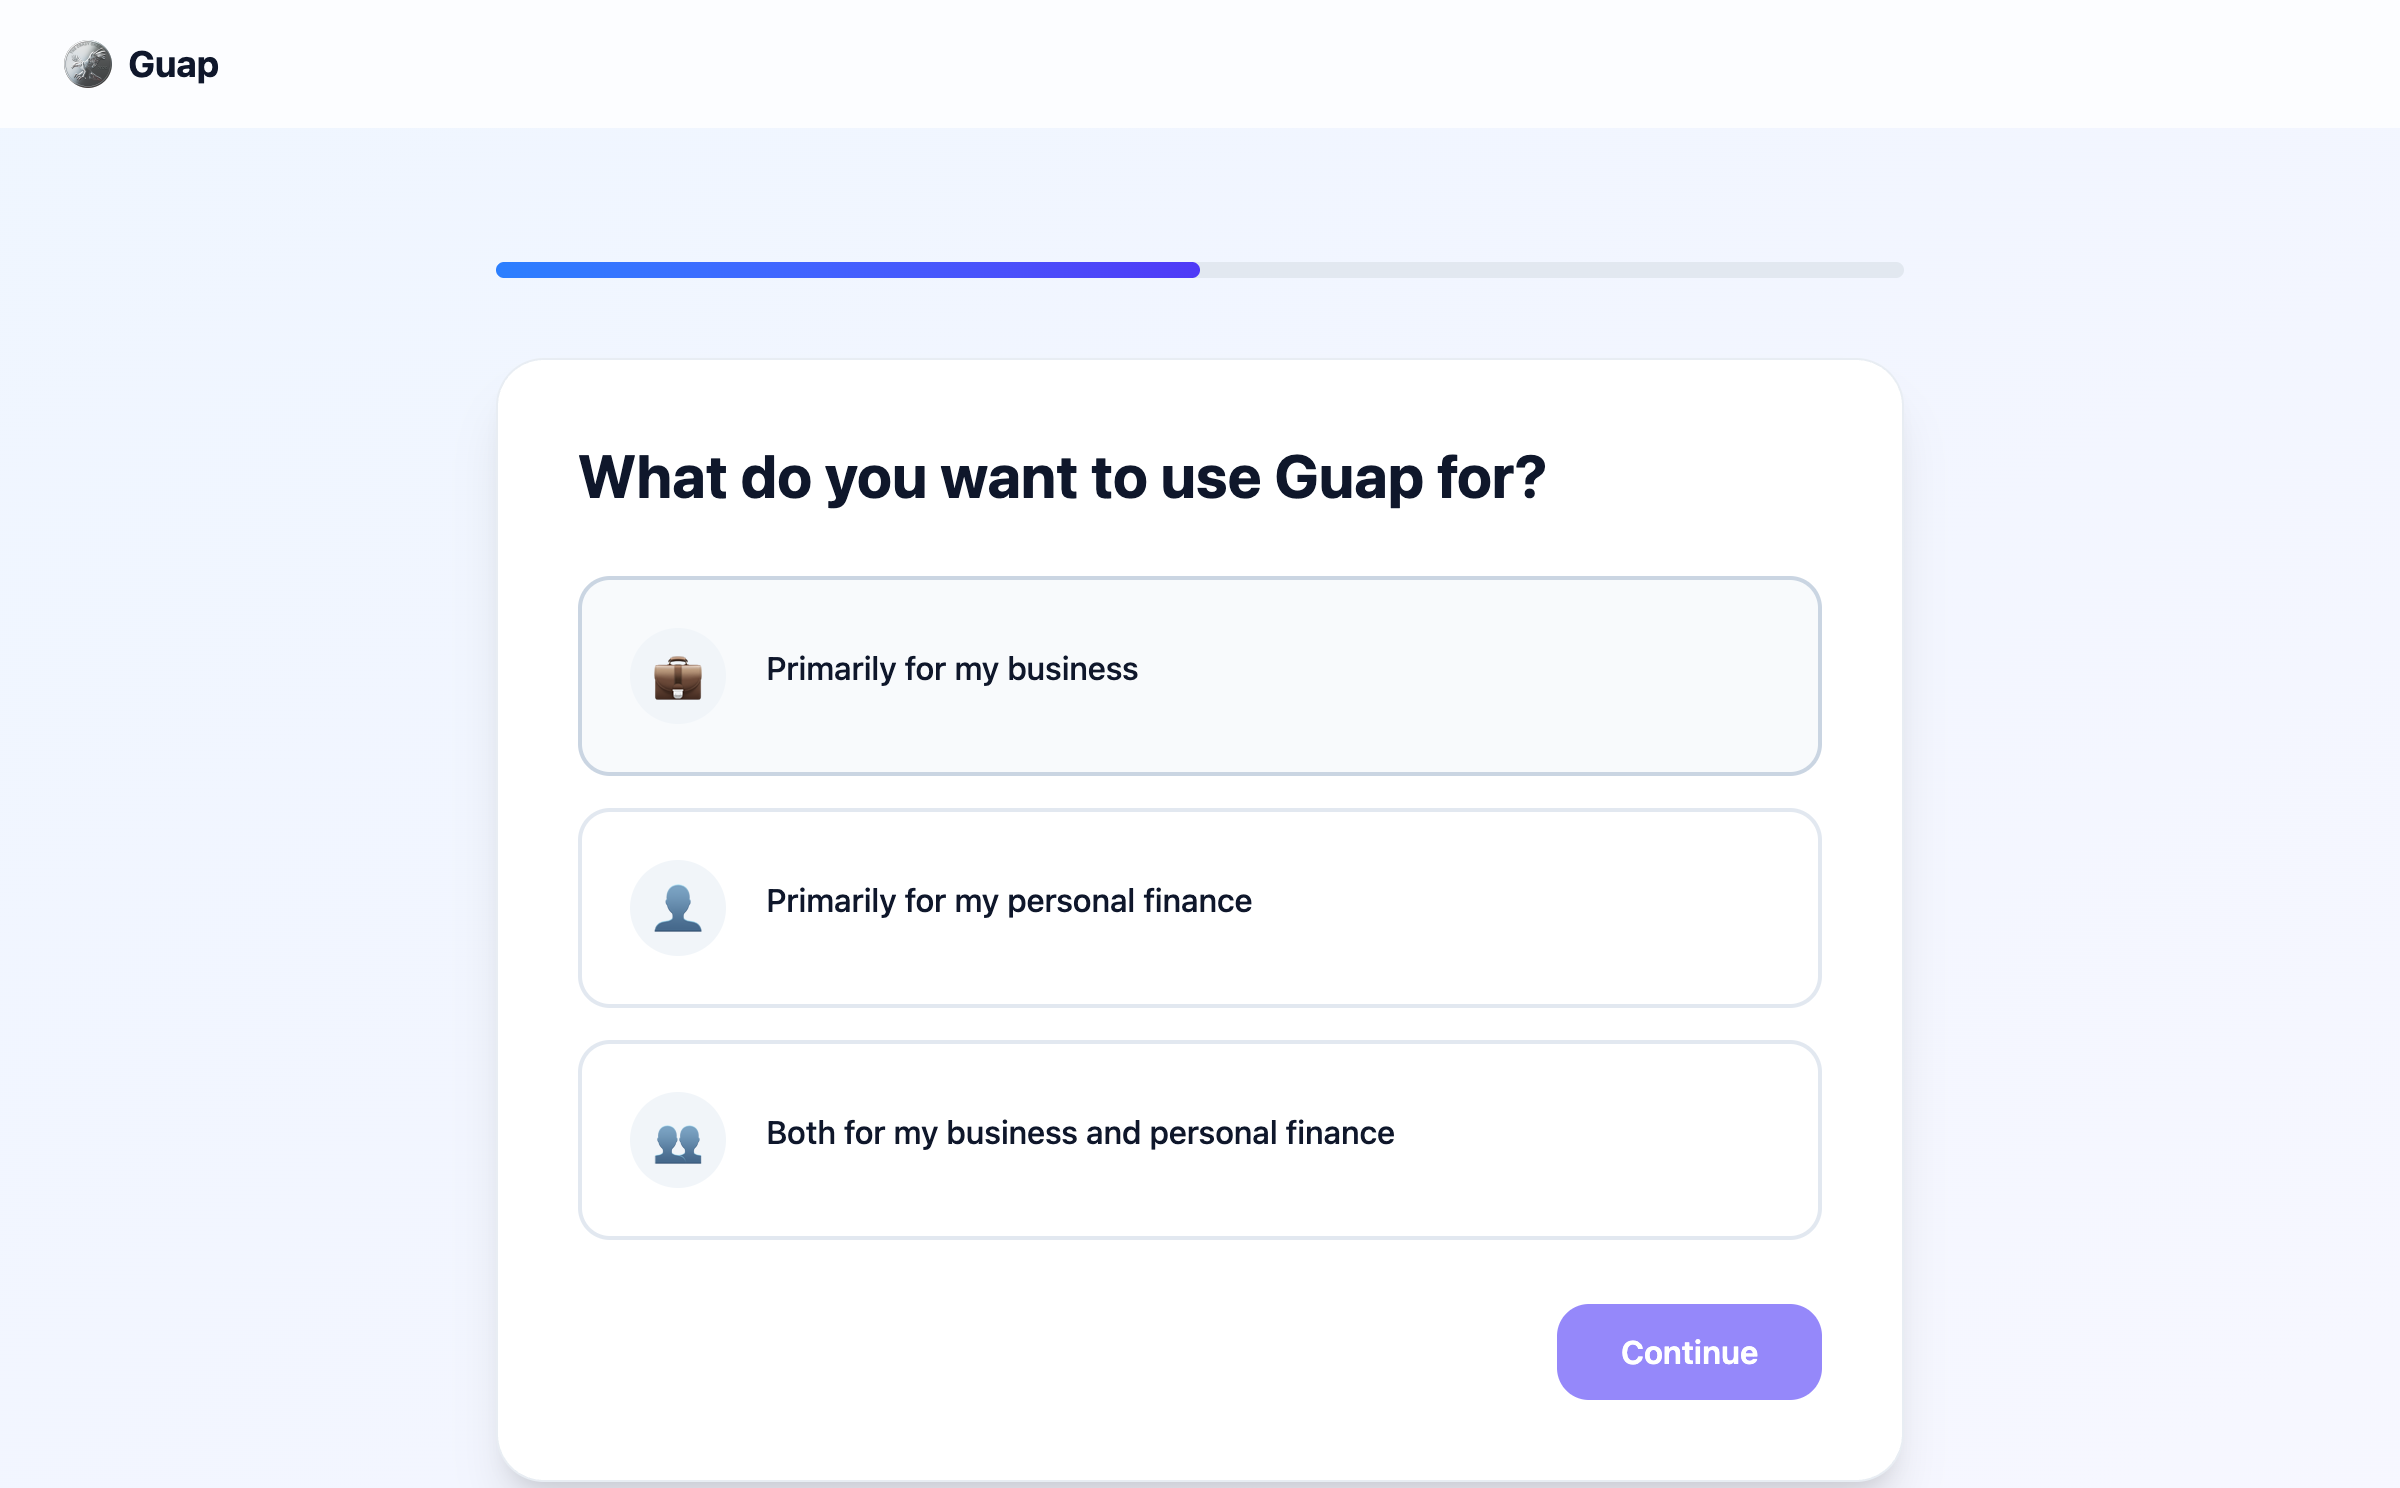 Guap
What do you want to use Guap for?
Primarily for my business
Primarily for my personal finance
Both for my business and personal finance
Continue